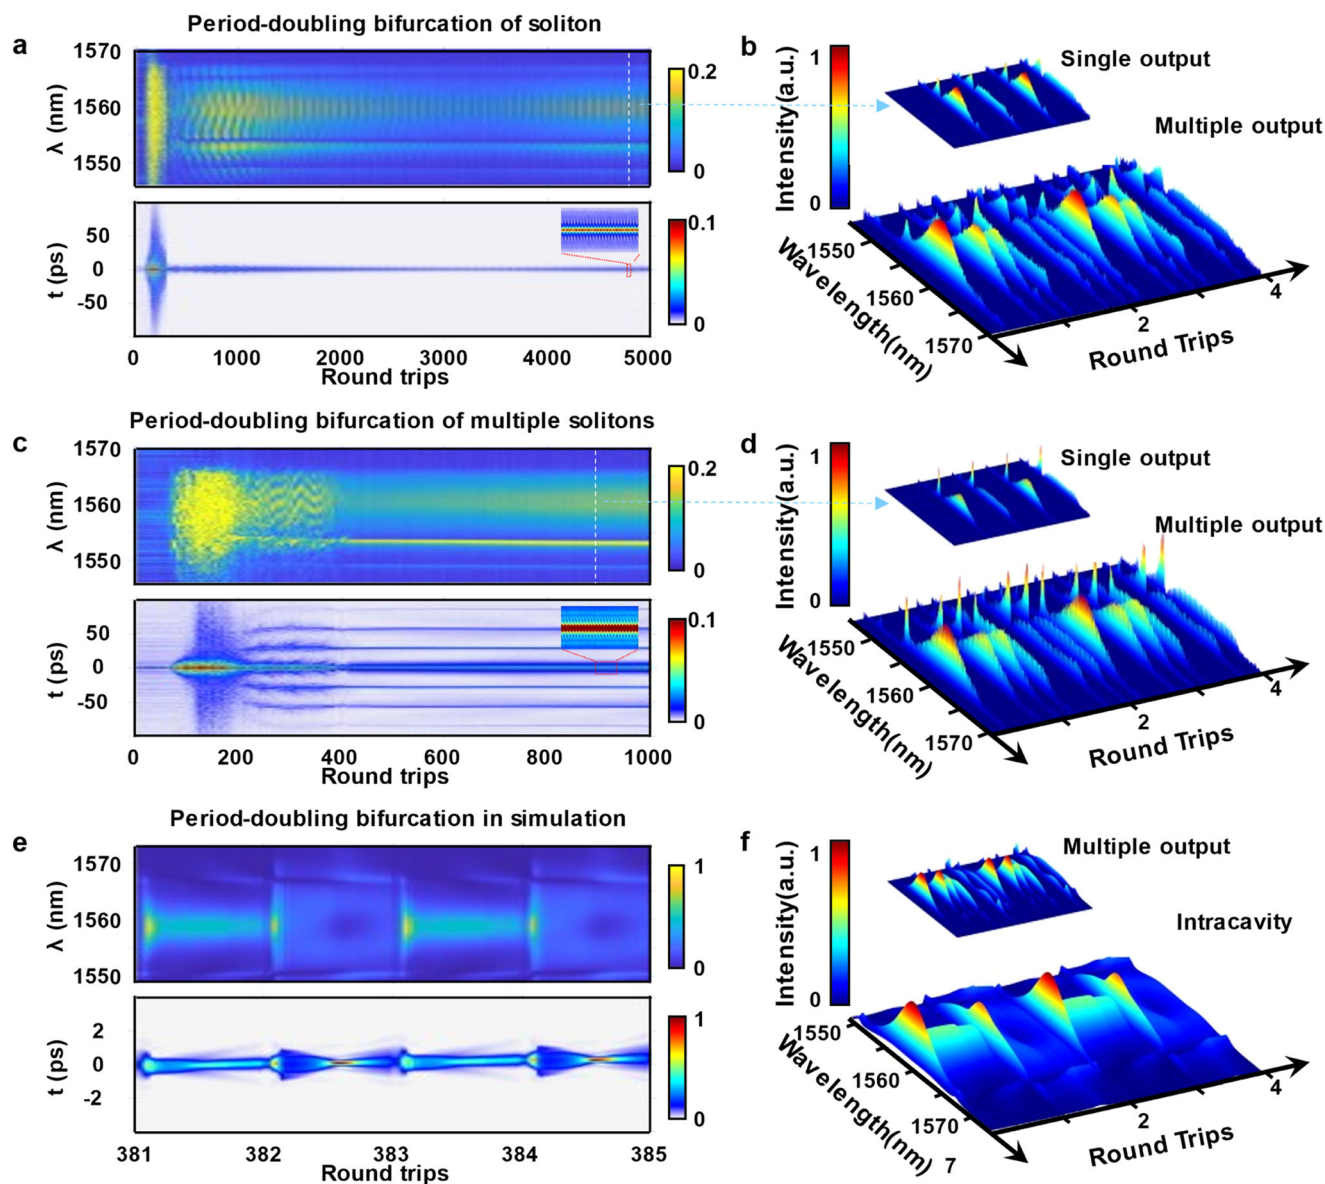 Period-doubling bifurcation of soliton
a
1570
1560
1550
λ (nm)
0.2
0
50
0
-50
t (ps)
0.1
0
0 1000 2000 3000 4000 5000
Round trips
b
1
0
Intensity(a.u.)
Single output
Multiple output
1550
1560
1570
Wavelength(nm)
2
4
Round Trips
Period-doubling bifurcation of multiple solitons
c
1570
1560
1550
λ (nm)
0.2
0
50
0
-50
t (ps)
0.1
0
0 200 400 600 800 1000
Round trips
d
1
0
Intensity(a.u.)
Single output
Multiple output
1550
1560
1570
Wavelength(nm)
2
4
Round Trips
Period-doubling bifurcation in simulation
e
1570
1560
1550
λ (nm)
1
0
2
0
-2
t (ps)
1
0
381 382 383 384 385
Round trips
f
1
0
Intensity(a.u.)
Multiple output
Intracavity
1550
1560
1570
Wavelength(nm) 7
2
4
Round Trips